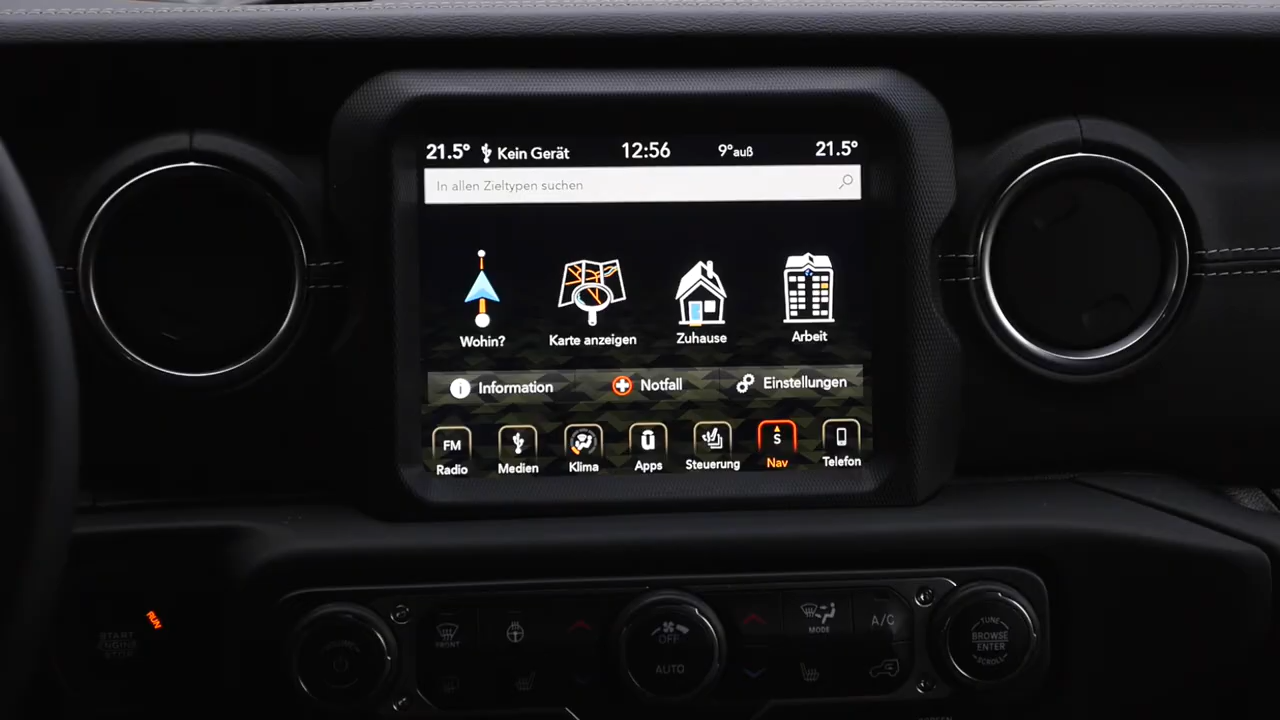 21.5° Kein Gerät 12:56 9°auß 21.5°
In allen Zieltypen suchen
Wohin? Karte anzeigen Zuhause Arbeit
Information Notfall Einstellungen
FM S
Radio Medien Klima Apps Steuerung Nav Telefon
RUN
START
ENGINE
STOP
FRONT
OFF
AUTO
MODE
A/C
TUNE
BROWSE
ENTER
SCROLL